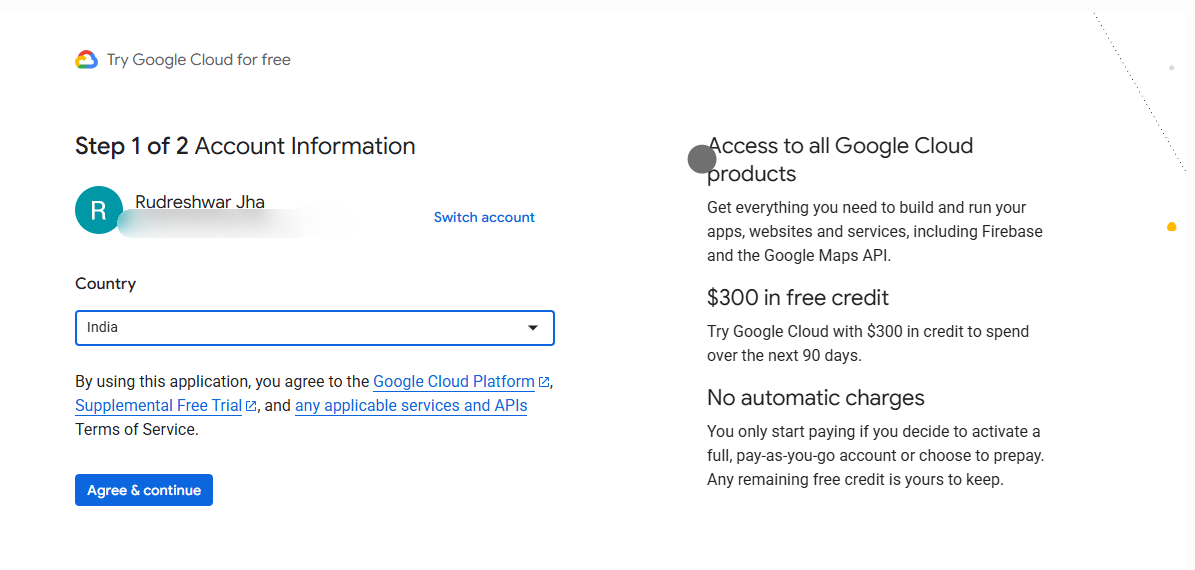 Try Google Cloud for free
Step 1 of 2 Account Information
R
Rudreshwar Jha
Switch account
Country
India
By using this application, you agree to the Google Cloud Platform,
Supplemental Free Trial, and any applicable services and APIs
Terms of Service.
Agree & continue
Access to all Google Cloud
products
Get everything you need to build and run your
apps, websites and services, including Firebase
and the Google Maps API.
$300 in free credit
Try Google Cloud with $300 in credit to spend
over the next 90 days.
No automatic charges
You only start paying if you decide to activate a
full, pay-as-you-go account or choose to prepay.
Any remaining free credit is yours to keep.